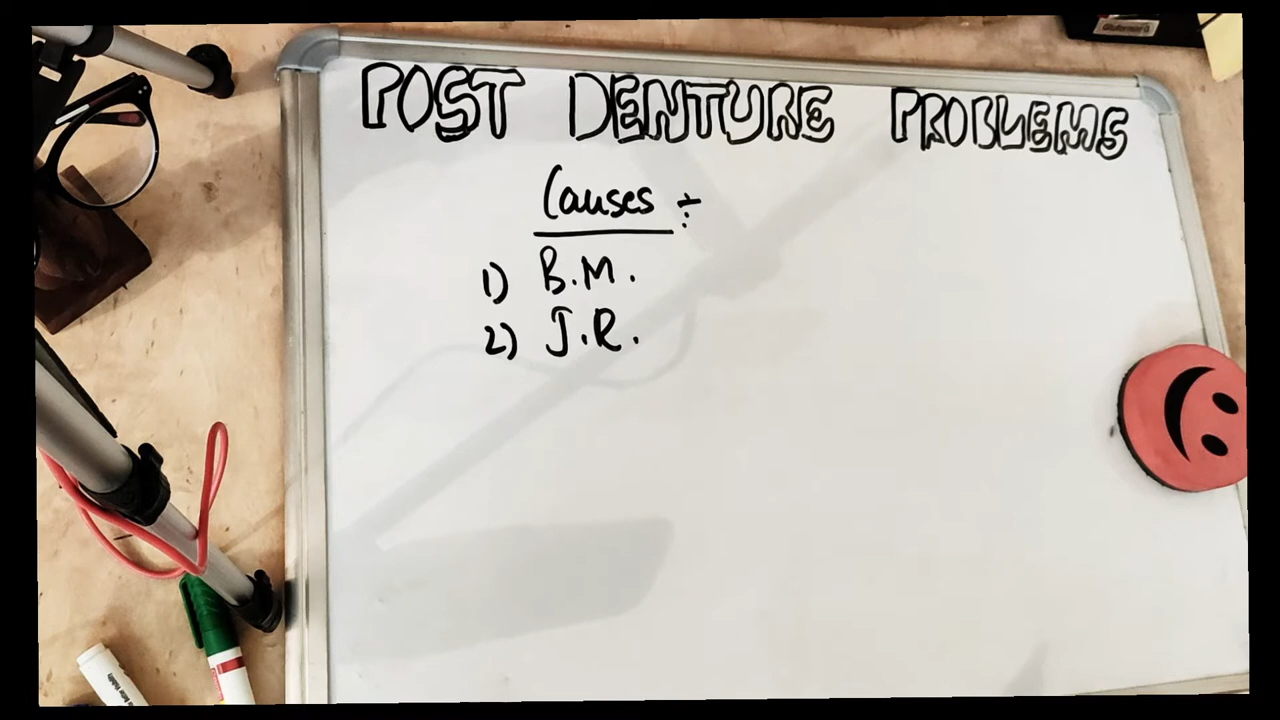 POST DENTURE PROBLEMS
Causes ÷
1) B.M.
2) J.R.